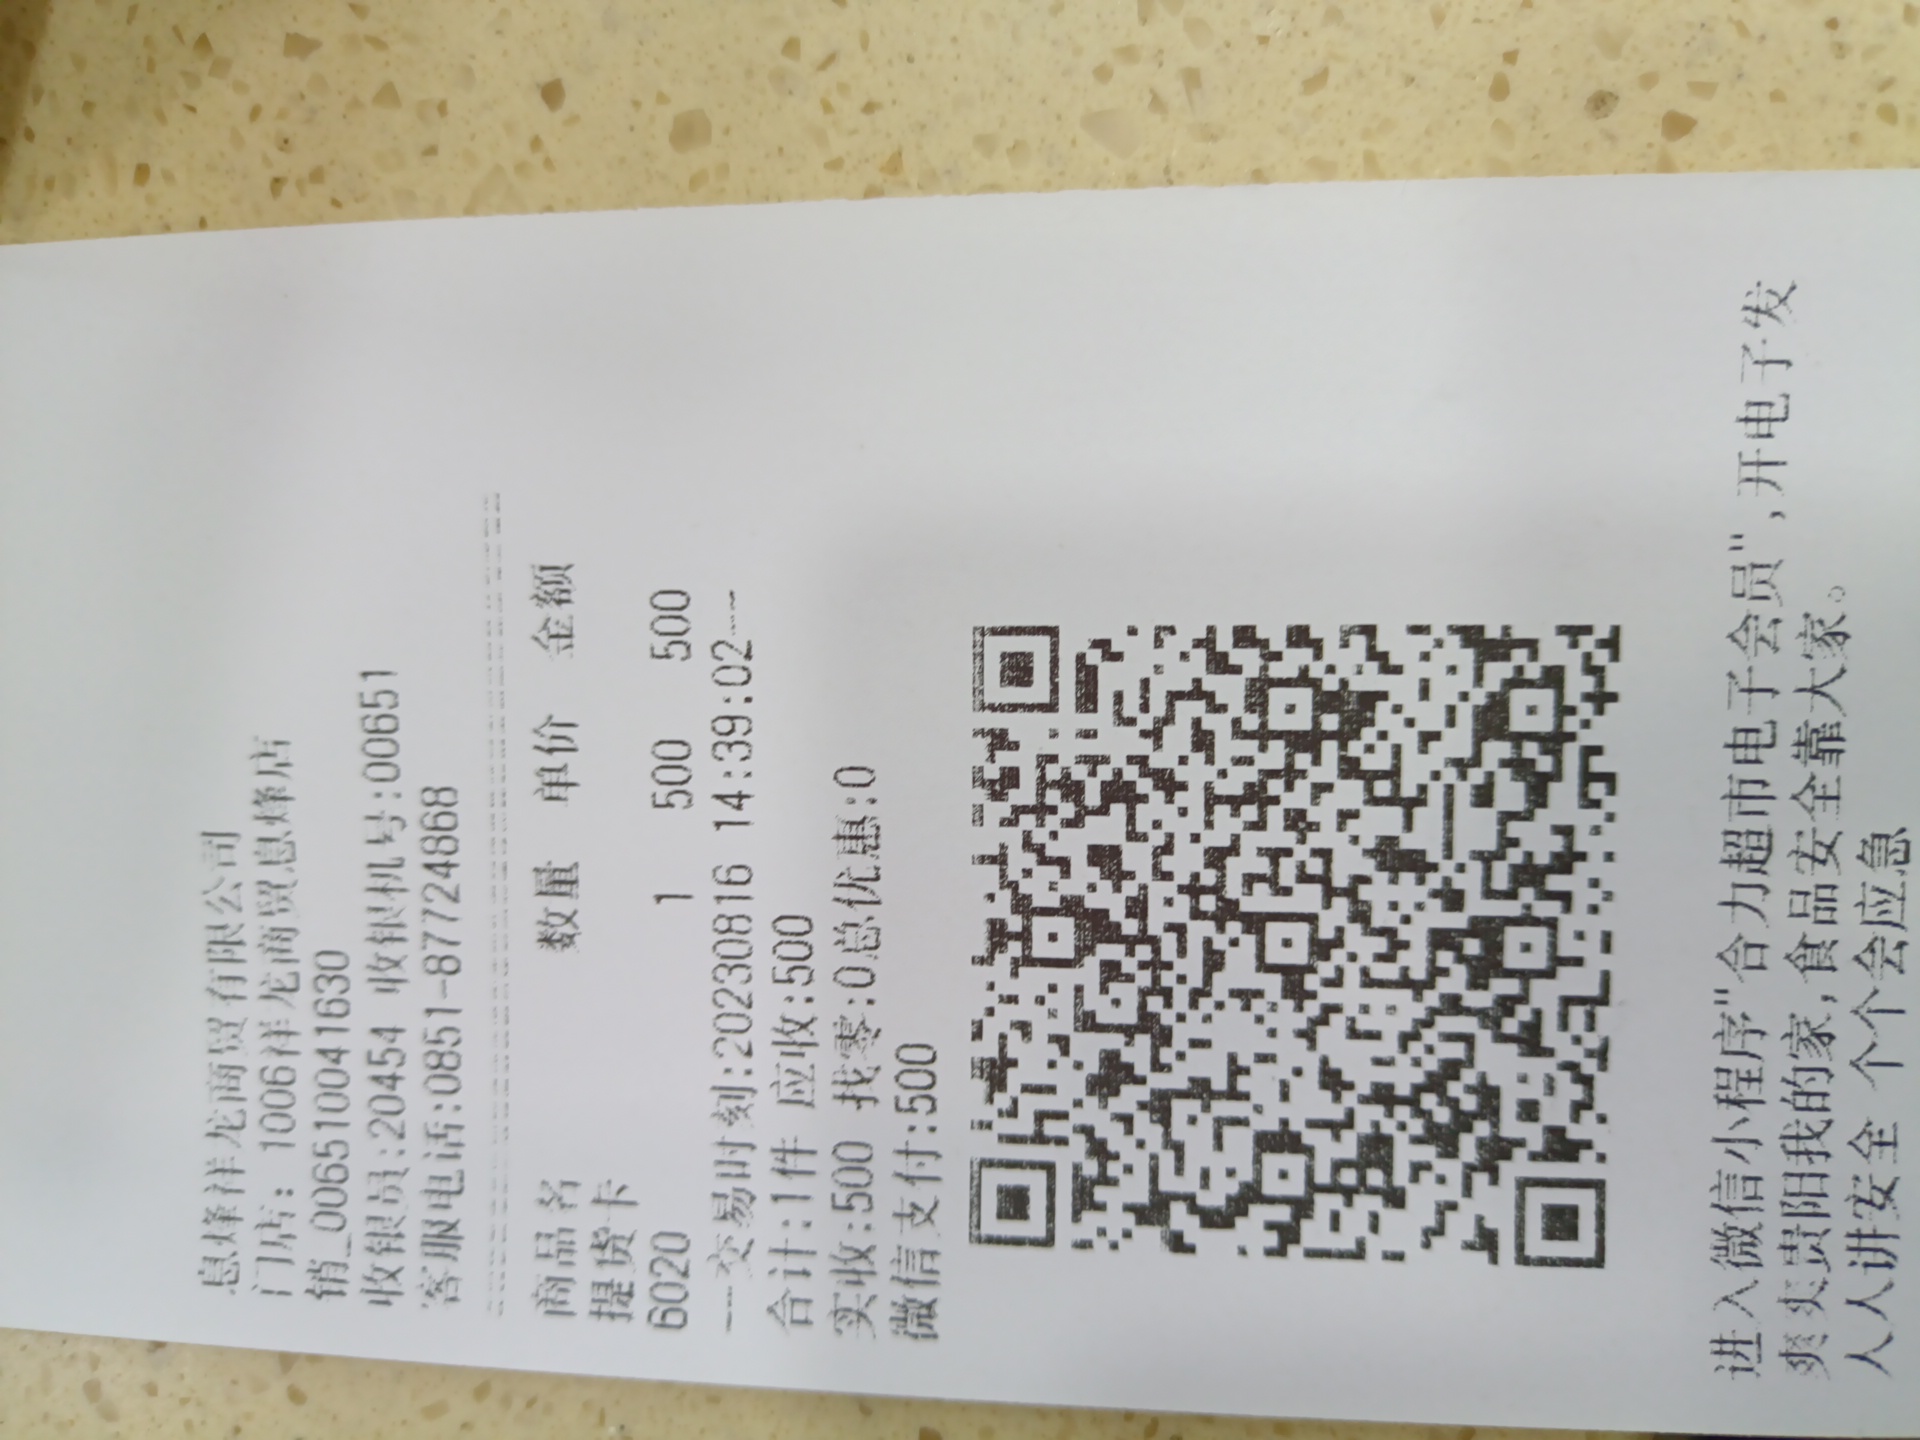 息烽祥龙商贸有限公司
门店: 1006祥龙商贸息烽店
销_0065100041630
收银员:20454 收银机号:00651
客服电话:0851-87724868
商品名 数量 单价 金额
提货卡
6020 1 500 500
---交易时刻:20230816 14:39:02---
合计:1件 应收:500
实收:500 找零:0总优惠:0
微信支付:500
进入微信小程序"合力超市电子会员",开电子发
爽爽贵阳我的家,食品安全靠大家。
人人讲安全 个个会应急